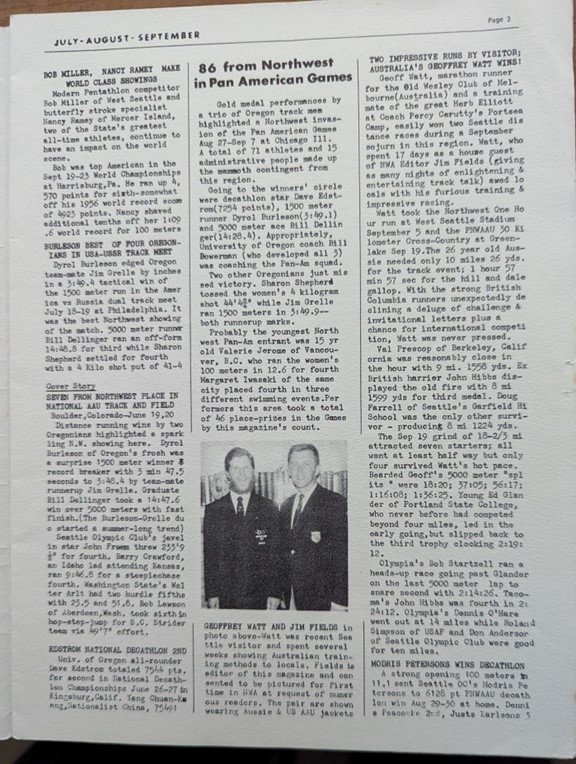 JULY-AUGUST-SEPTEMBER
Page 3
BOB MILLER, NANCY RAMEY MAKE
WORLD CLASS SHOWINGS
Modern Pentathlon competitor
Bob Miller of West Seattle and
butterfly stroke specialist
Nancy Ramey of Mercer Island,
two of the State's greatest
all-time athletes, continue to
have an impact on the world
scene.
Bob was top American in the
Sept 19-23 World Championships
at Harrisburg,Pa. He ran up 4,
570 points for sixth-somewhat
off his 1956 world record score
of 4923 points. Nancy shaved
additional tenths off her 1:09
.6 world record for 100 meters
BURLESON BEST OF FOUR OREGON-
IANS IN USA-USSR TRACK MEET
Dyrol Burleson edged Oregon
team-mate Jim Grelle by inches
in a 3:49.4 tactical win of
the 1500 meter run in the Amer
ica vs Russia dual track meet
July 18-19 at Philadelphia. It
was the best Northwest showing
of the match. 5000 meter runner
Bill Dellinger ran an off-form
14:48.8 for third while Sharon
Shepherd settled for fourth
with a 4 Kilo shot put of 41-4
Cover Story
SEVEN FROM NORTHWEST PLACE IN
NATIONAL AAU TRACK AND FIELD
Boulder,Colorado-June 19,20
Distance running wins by two
Oregonians highlighted a spark
ling N.W. showing here. Dyrol
Burleson of Oregon's frosh was
a surprise 1500 meter winner &
record breaker with 3 min 47.5
seconds to 3:48.4 by team-mate
runnerup Jim Grelle. Graduate
Bill Dellinger took a 14:47.6
win over 5000 meters with fast
finish.(The Burleson-Grelle du
o started a summer-long trend)
Seattle Olympic Club's javel
in star John Fromm threw 233'9
½" for fourth. Barry Crawford,
an Idaho lad attending Kansas,
ran 9:46.8 for a steeplechase
fourth. Washington State's Wal
ter Arlt had two hurdle fifths
with 23.5 and 51.8. Bob Lawson
of Aberdeen,Wash. took sixth in
hop-step-jump for S.C. Strider
team via 49'7" effort.
EDSTROM NATIONAL DECATHLON 2ND
Univ. of Oregon all-rounder
Dave Edstrom totaled 7544 pts.
for second in National Decath-
lon Championships June 26-27 in
Kingsburg,Calif. Yang Chuan-Kw
ang,Nationalist China, 7549!
86 from Northwest
in Pan American Games
Gold medal performances by
a trio of Oregon track men
highlighted a Northwest invas-
ion of the Pan American Games
Aug 27-Sep 7 at Chicago Ill.
A total of 71 athletes and 15
administrative people made up
the mammoth contingent from
this region.
Going to the winners' circle
were decathlon star Dave Edst-
rom(7254 points), 1500 meter
runner Dyrol Burleson(3:49.1)
and 5000 meter ace Bill Dellin
ger(14:28.4). Appropriately,
University of Oregon coach Bill
Bowerman (who developed all 3)
was coaching the Pan-Am squad.
Two other Oregonians just mis
sed victory. Sharon Shepherd
tossed the women's 4 kilogram
shot 44'4¾" while Jim Grelle
ran 1500 meters in 3:49.9--
both runnerup marks.
Probably the youngest North
west Pan-Am entrant was 15 yr
old Valerie Jerome of Vancou-
ver, B.C. who ran the women's
100 meters in 12.6 for fourth
Margaret Iwasaki of the same
city placed fourth in three
different swimming events.Per
formers this area took a total
of 46 place-prizes in the Games
by this magazine's count.
GEOFFREY WATT AND JIM FIELDS in
photo above-Watt was recent Sea
ttle visitor and spent several
weeks showing Australian train-
ing methods to locals. Fields is
editor of this magazine and con
sented to be pictured for first
time in NWA at request of numer
ous readers. The pair are shown
wearing Aussie & US AAU jackets
TWO IMPRESSIVE RUNS BY VISITOR;
AUSTRALIA'S GEOFFREY WATT WINS!
Geoff Watt, marathon runner
for the Old Wesley Club of Mel-
bourne(Australia) and a training
mate of the great Herb Elliott
at Coach Percy Cerutty's Portsea
Camp, easily won two Seattle dis
tance races during a September
sojourn in this region. Watt, who
spent 17 days as a house guest
of NWA Editor Jim Fields (giving
as many nights of enlightening &
entertaining track talk) awed lo
cals with his furious training &
impressive racing.
Watt took the Northwest One Ho
ur run at West Seattle Stadium
September 5 and the PNWAAU 30 Ki
lometer Cross-Country at Green-
lake Sep 19.The 26 year old Aus-
sie needed only 10 miles 26 yds.
for the track event; 1 hour 57
min 57 sec for the hill and dale
gallop. With the strong British
Columbia runners unexpectedly de
clining a deluge of challenge &
invitational letters plus a
chance for international competi
tion, Watt was never pressed.
Val Frescop of Berkeley, Calif
ornia was reasonably close in
the hour with 9 mi. 1558 yds. Ex
British harrier John Hibbs dis-
played the old fire with 8 mi
1599 yds for third medal. Doug
Farrell of Seattle's Garfield Hi
School was the only other survi-
vor - producing 8 mi 1224 yds.
The Sep 19 grind of 18-2/3 mi
attracted seven starters; all
went at least half way but only
four survived Watt's hot pace.
Bearded Geoff's 5000 meter "spl
its " were 18:20; 37:05; 56:17;
1:16:08; 1:36:25. Young Ed Glan
der of Portland State College,
who never before had competed
beyond four miles, led in the
early going,but slipped back to
the third trophy clocking 2:19:
12.
Olympia's Bob Startzell ran a
heads-up race going past Glander
on the last 5000 meter lap to
snare second with 2:14:26. Taco-
ma's John Hibbs was fourth in 2:
24:12. Olympia's Dennis O'Hare
went out at 14 miles while Roland
Simpson of USAF and Don Anderson
of Seattle Olympic Club were good
for ten miles.
MODRIS PETERSONS WINS DECATHLON
A strong opening 100 meters in
11.1 sent Seattle OC's Modris Pe
tersons to 6128 pt PNWAAU decath
lon win Aug 29-30 at home. Denni
s Peacocke 2nd, Justs Karlsons 3